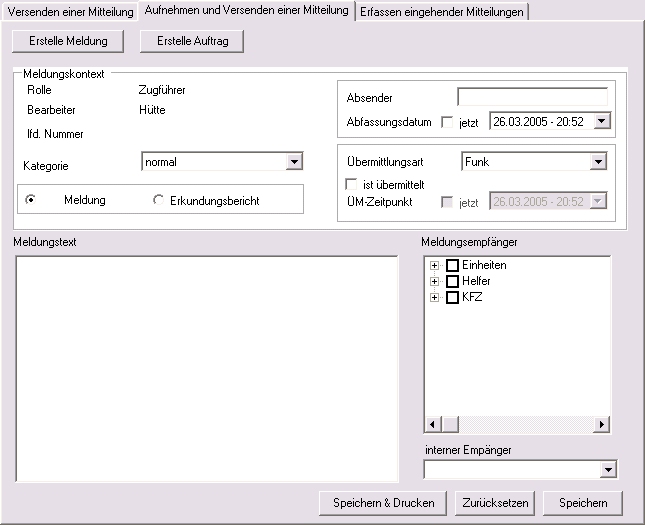 Versenden einer Mitteilung
Aufnehmen und Versenden einer Mitteilung
Erfassen eingehender Mitteilungen
Erstelle Meldung
Erstelle Auftrag
Meldungskontext
Rolle Zugführer
Bearbeiter Hütte
lfd. Nummer
Kategorie normal
Meldung Erkundungsbericht
Absender
Abfassungsdatum jetzt 26.03.2005 - 20:52
Übermittlungsart Funk
ist übermittelt
ÜM-Zeitpunkt jetzt 26.03.2005 - 20:52
Meldungstext
Meldungsempfänger
Einheiten
Helfer
KFZ
interner Empänger
Speichern & Drucken
Zurücksetzen
Speichern